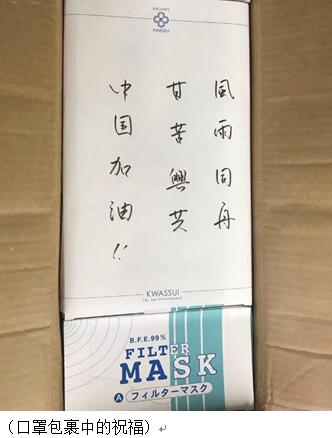 KWASSUI
風雨同舟
甘苦興共
中国加油!!
KWASSUI
B.F.E.99%
FILTER
MASK
A フィルターマスク
(口罩包裹中的祝福)